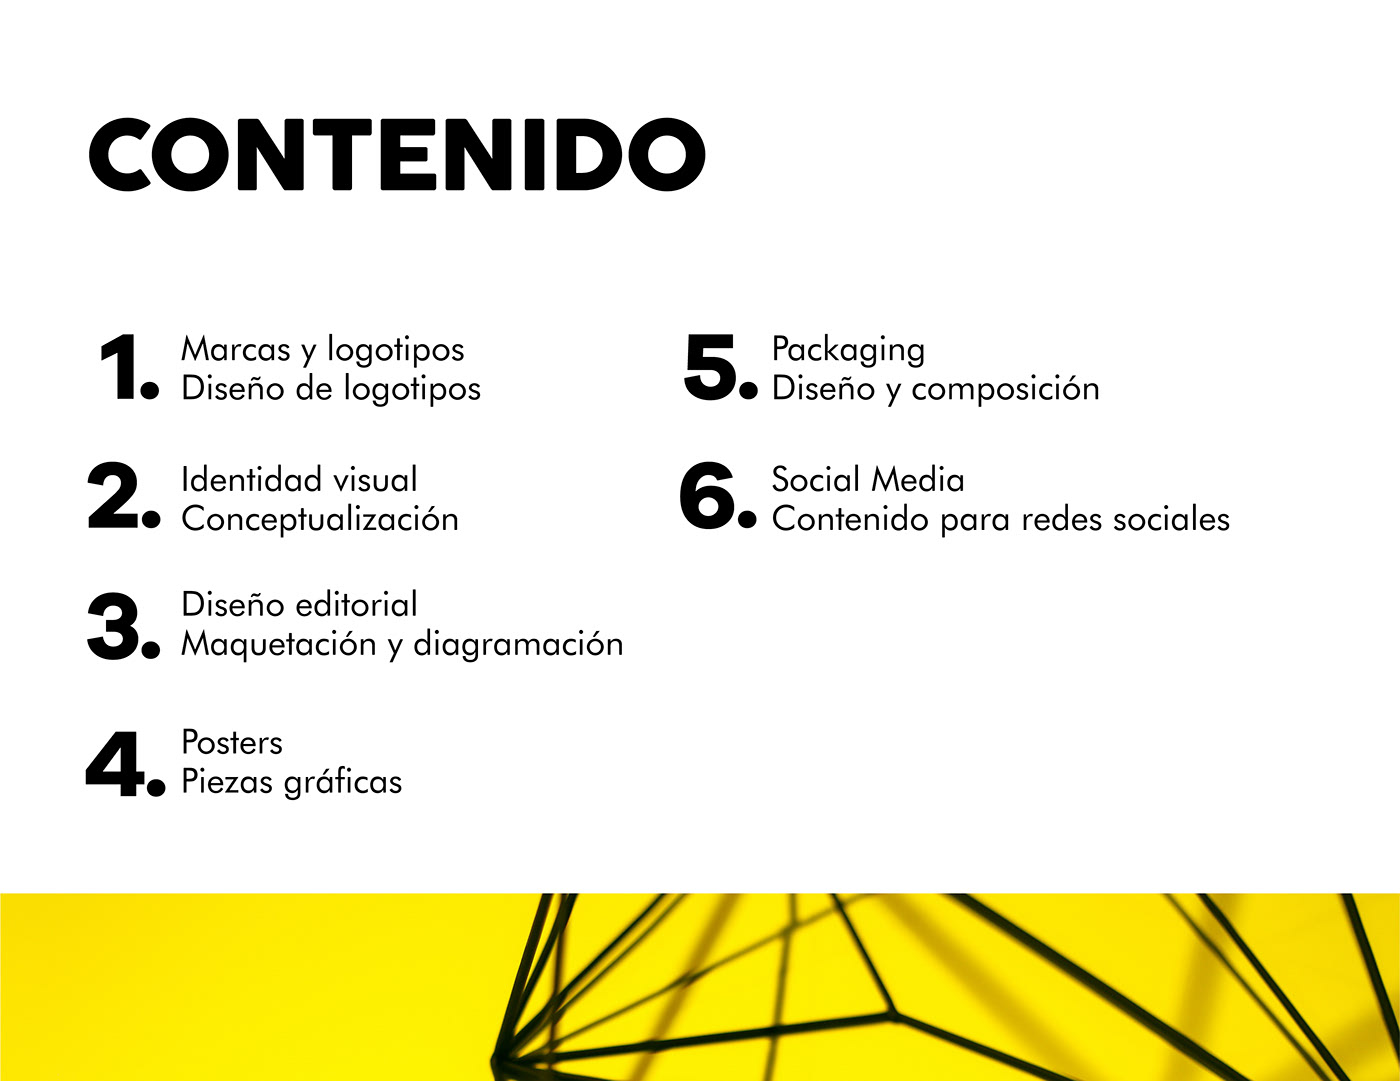 CONTENIDO
1. Marcas y logotipos
Diseño de logotipos
2. Identidad visual
Conceptualización
3. Diseño editorial
Maquetación y diagramación
4. Posters
Piezas gráficas
5. Packaging
Diseño y composición
6. Social Media
Contenido para redes sociales